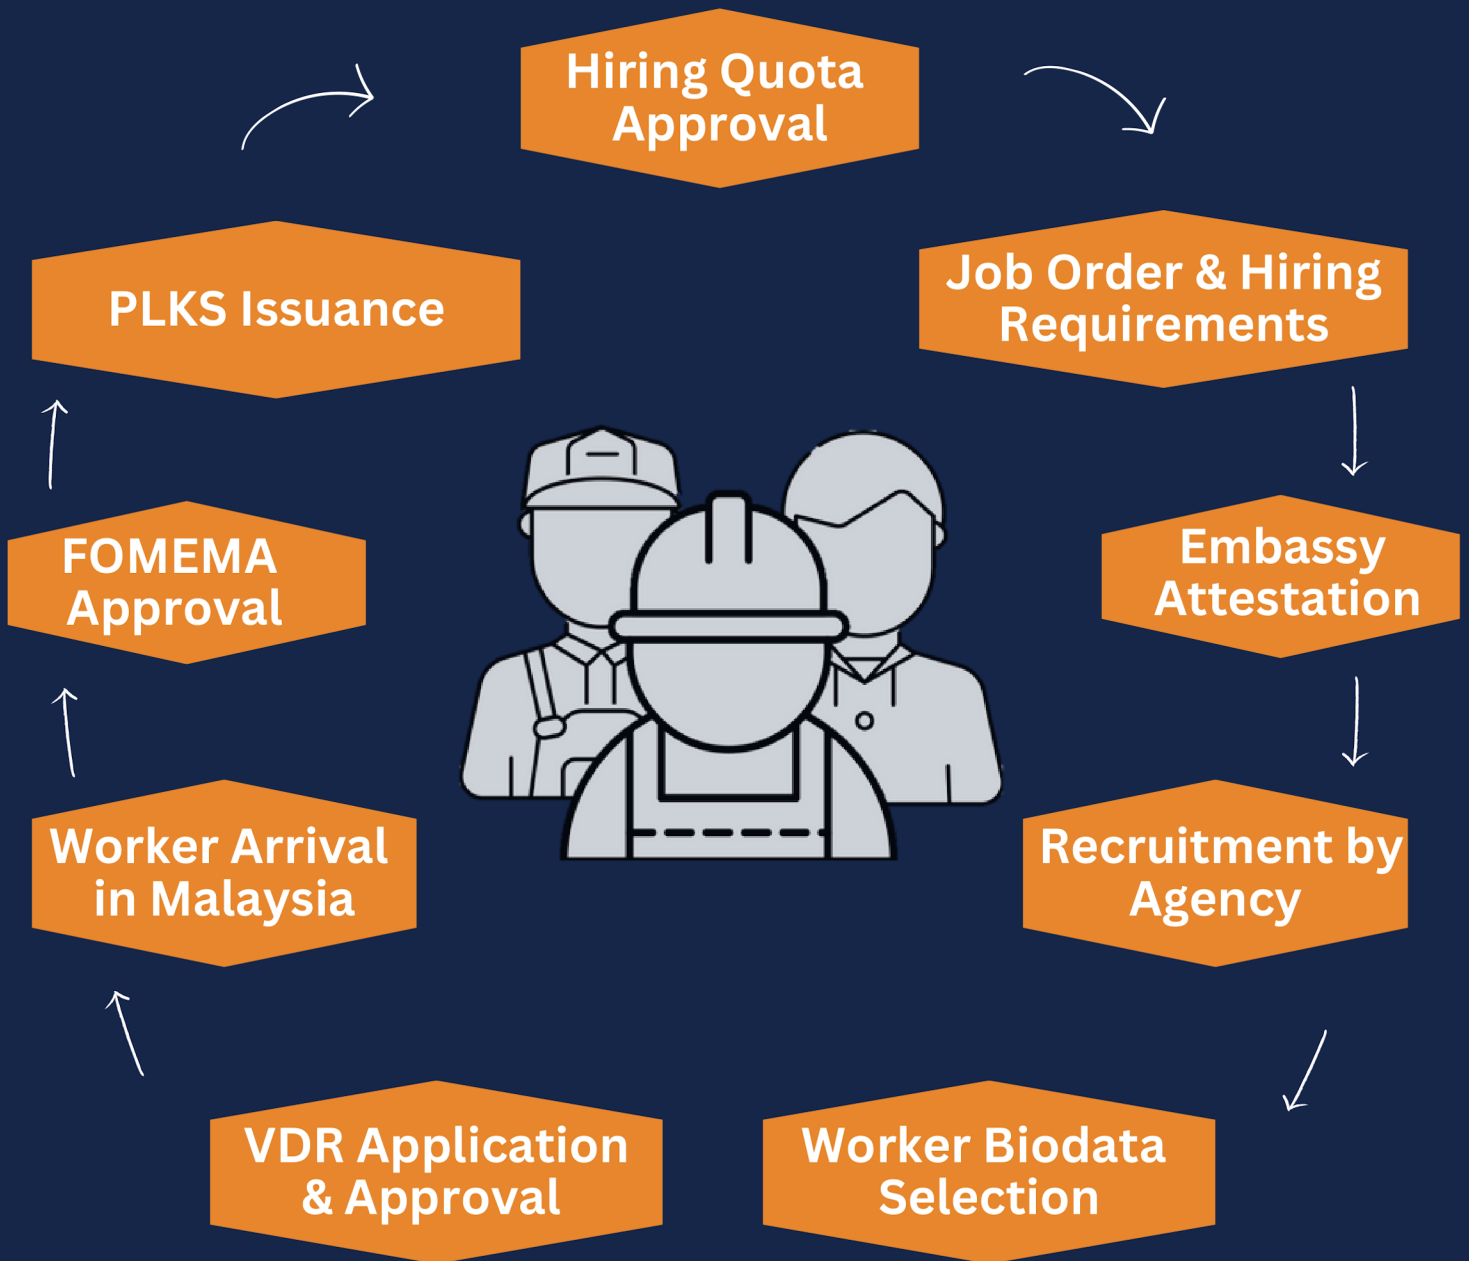 Hiring Quota
Approval
Job Order & Hiring
Requirements
Embassy
Attestation
Recruitment by
Agency
Worker Biodata
Selection
VDR Application
& Approval
Worker Arrival
in Malaysia
FOMEMA
Approval
PLKS Issuance